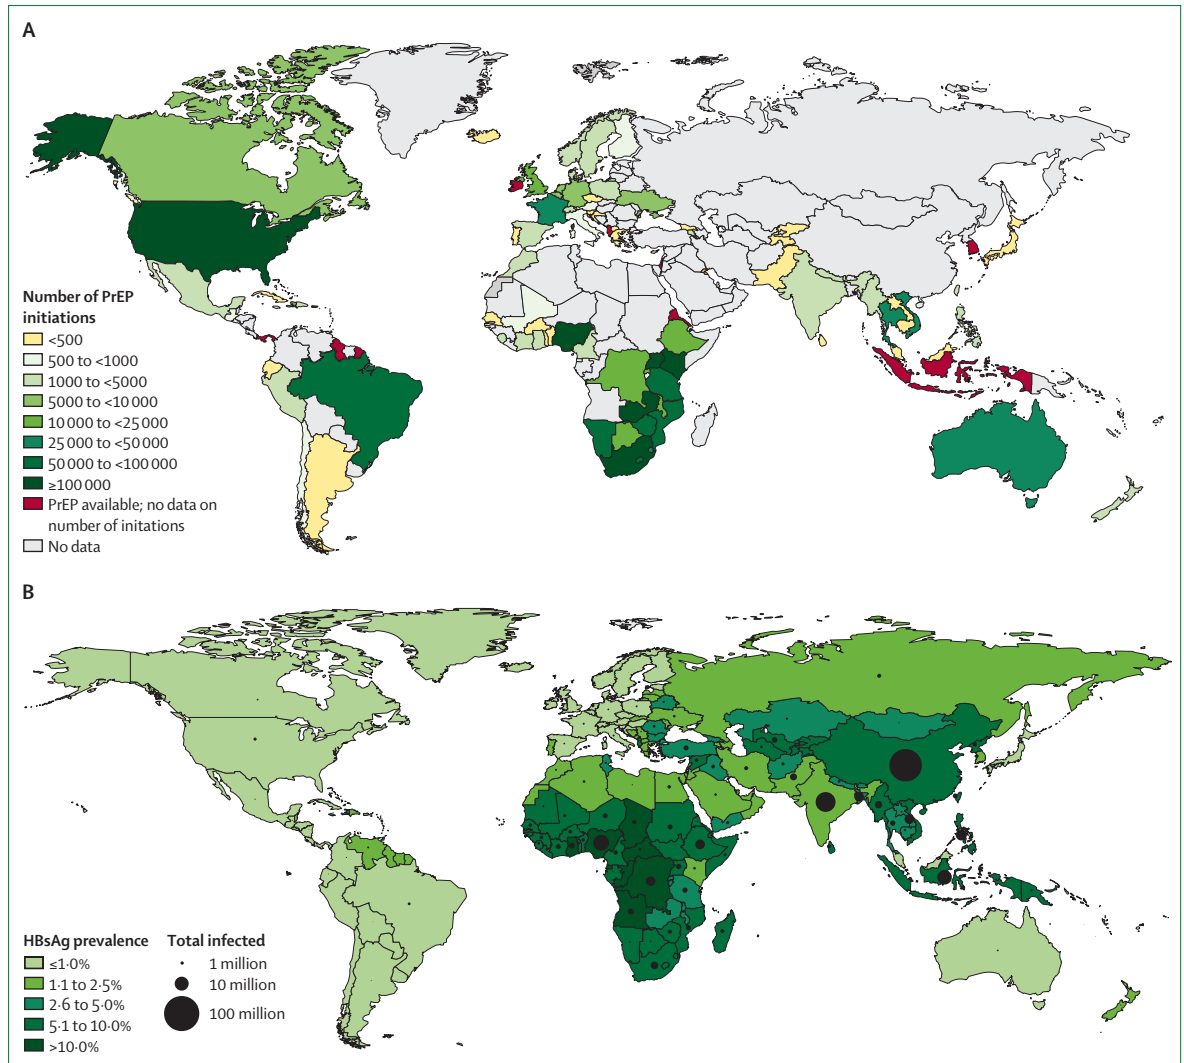 A
Number of PrEP
initiations
<500
500 to <1000
1000 to <5000
5000 to <10 000
10 000 to <25 000
25 000 to <50 000
50 000 to <100 000
≥100 000
PrEP available; no data on
number of initations
No data
B
HBsAg prevalence
≤1·0%
1·1 to 2·5%
2·6 to 5·0%
5·1 to 10·0%
>10·0%
Total infected
1 million
10 million
100 million